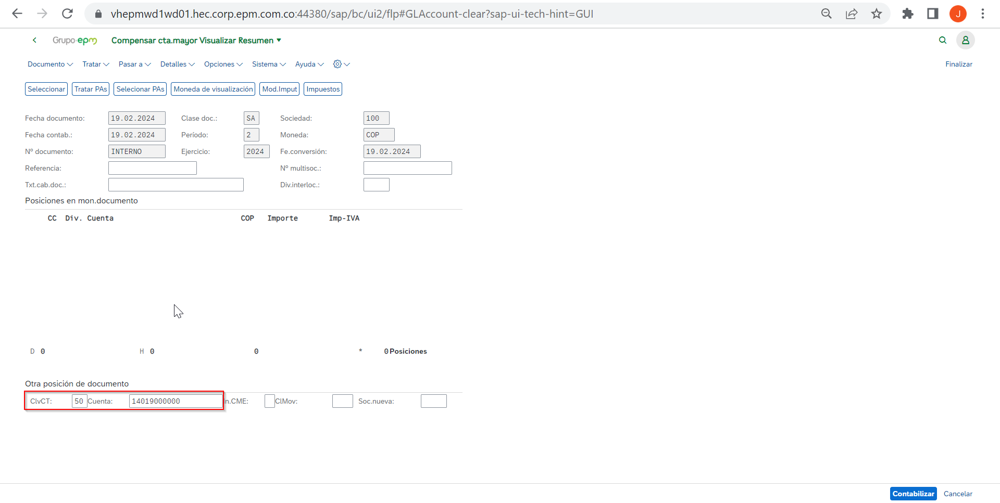 vhepmwd1wd01.hec.corp.epm.com.co:44380/sap/bc/ui2/flp#GLAccount-clear?sap-ui-tech-hint=GUI
J
Grupo·epm Compensar cta.mayor Visualizar Resumen
Documento Tratar Pasar a Detalles Opciones Sistema Ayuda Finalizar
Seleccionar Tratar PAs Selecionar PAs Moneda de visualización Mod.Imput Impuestos
Fecha documento: 19.02.2024 Clase doc.: SA Sociedad: 100
Fecha contab.: 19.02.2024 Período: 2 Moneda: COP
Nº documento: INTERNO Ejercicio: 2024 Fe.conversión: 19.02.2024
Referencia: Nº multisoc.:
Txt.cab.doc.: Div.interloc.:
Posiciones en mon.documento
CC Div. Cuenta COP Importe Imp-IVA
D 0 H 0 0 * 0 Posiciones
Otra posición de documento
ClvCT: 50 Cuenta: 14019000000 n.CME: ClMov: Soc.nueva:
Contabilizar Cancelar